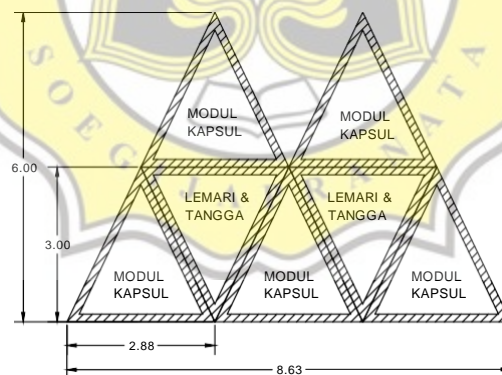 MODUL
KAPSUL
MODUL
KAPSUL
6.00
LEMARI &
TANGGA
LEMARI &
TANGGA
3.00
MODUL
KAPSUL
MODUL
KAPSUL
MODUL
KAPSUL
2.88
8.63